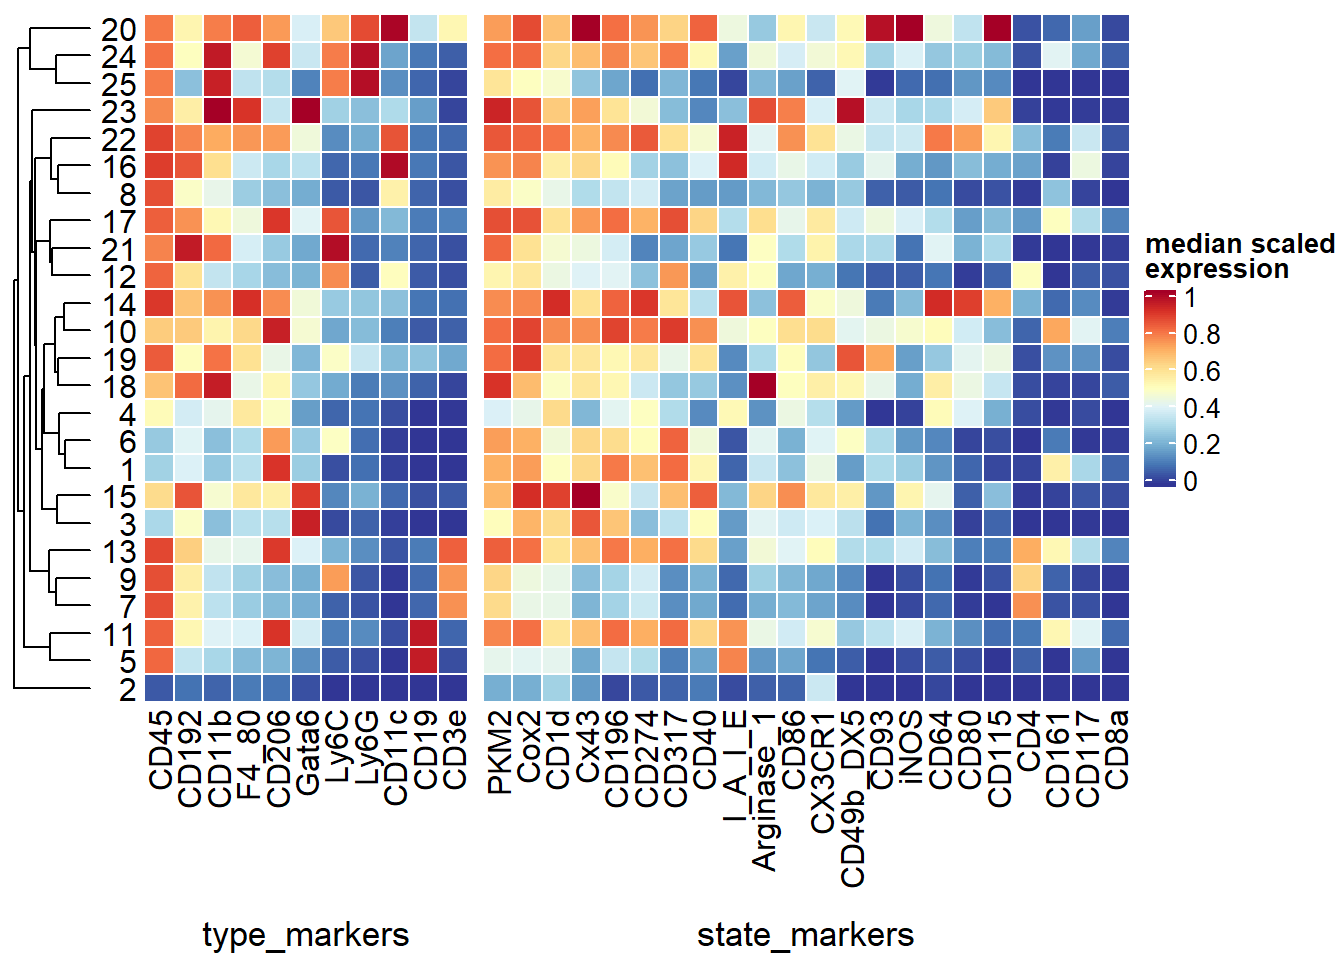 20
24
25
23
22
16
8
17
21
12
14
10
19
18
4
6
1
15
3
13
9
7
11
5
2
median scaled
expression
1
0.8
0.6
0.4
0.2
0
CD45
CD192
CD11b
F4_80
CD206
Gata6
Ly6C
Ly6G
CD11c
CD19
CD3e
PKM2
Cox2
CD1d
Cx43
CD196
CD274
CD317
CD40
I_A_I_E
Arginase_1
CD86
CX3CR1
CD49b_DX5
CD93
iNOS
CD64
CD80
CD115
CD4
CD161
CD117
CD8a
type_markers
state_markers